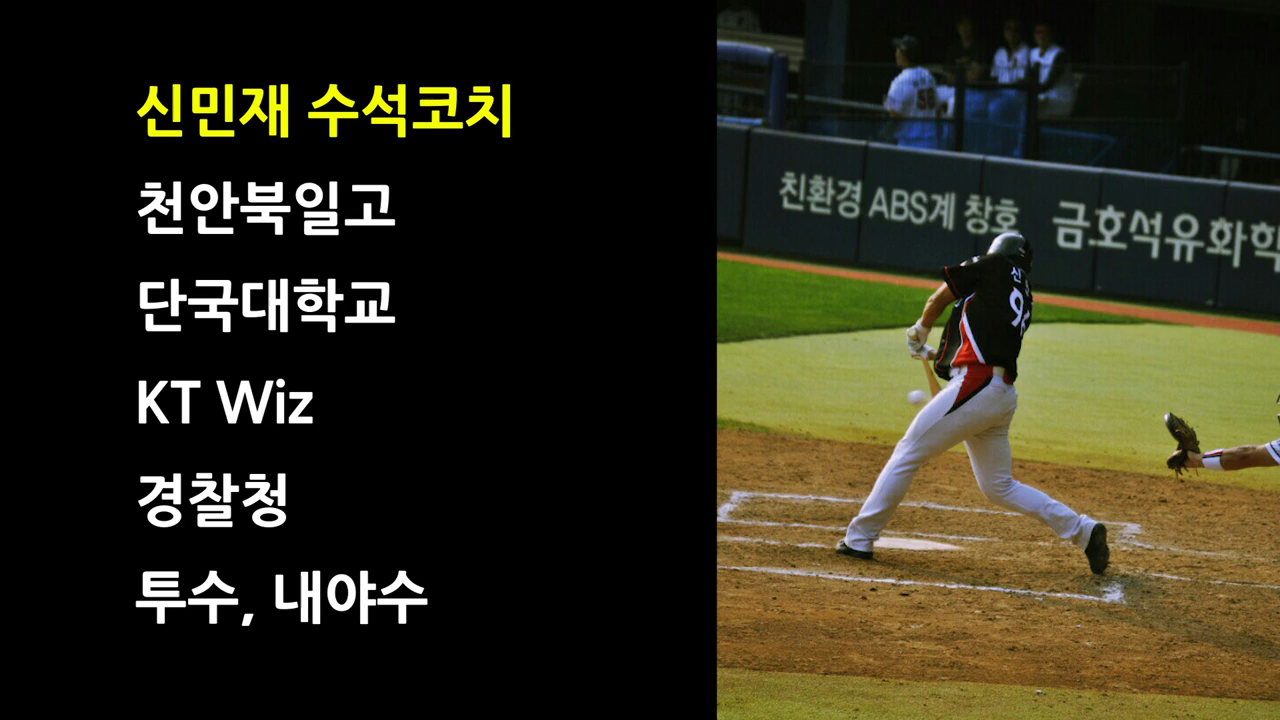 신민재 수석코치
천안북일고
단국대학교
KT Wiz
경찰청
투수, 내야수
친환경 ABS계 창호 금호석유화학